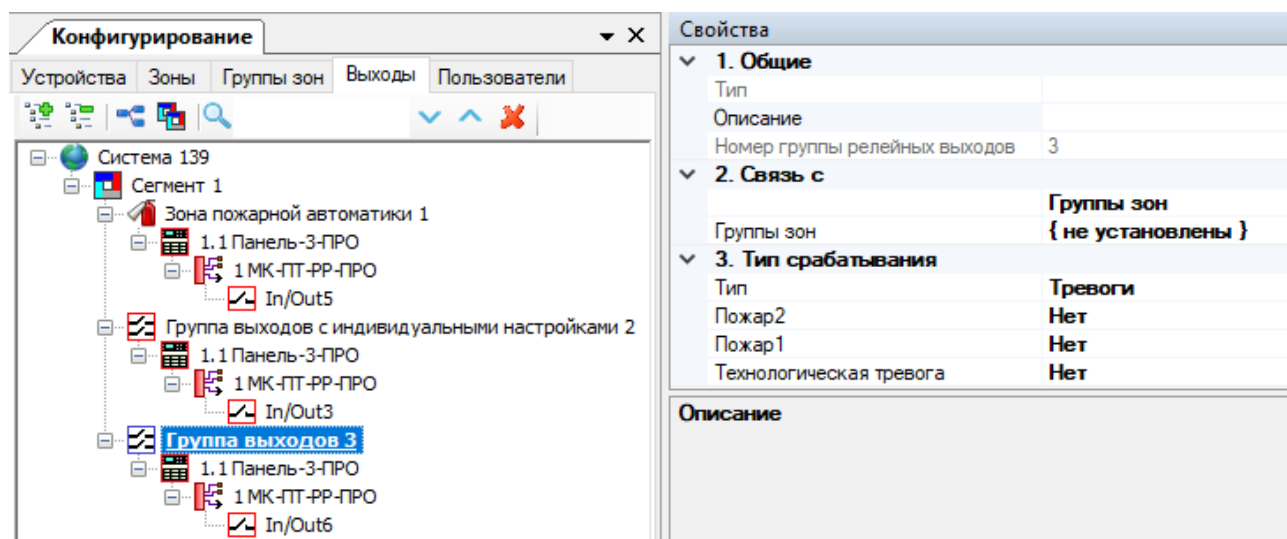 Конфигурирование
Устройства Зоны Группы зон Выходы Пользователи
Система 139
Сегмент 1
Зона пожарной автоматики 1
1.1 Панель-3-ПРО
1 МК-ПТ-РР-ПРО
In/Out5
Группа выходов с индивидуальными настройками 2
1.1 Панель-3-ПРО
1 МК-ПТ-РР-ПРО
In/Out3
Группа выходов 3
1.1 Панель-3-ПРО
1 МК-ПТ-РР-ПРО
In/Out6
Свойства
1. Общие
Тип
Описание
Номер группы релейных выходов 3
2. Связь с
Группы зон
Группы зон { не установлены }
3. Тип срабатывания
Тип Тревоги
Пожар2 Нет
Пожар1 Нет
Технологическая тревога Нет
Описание